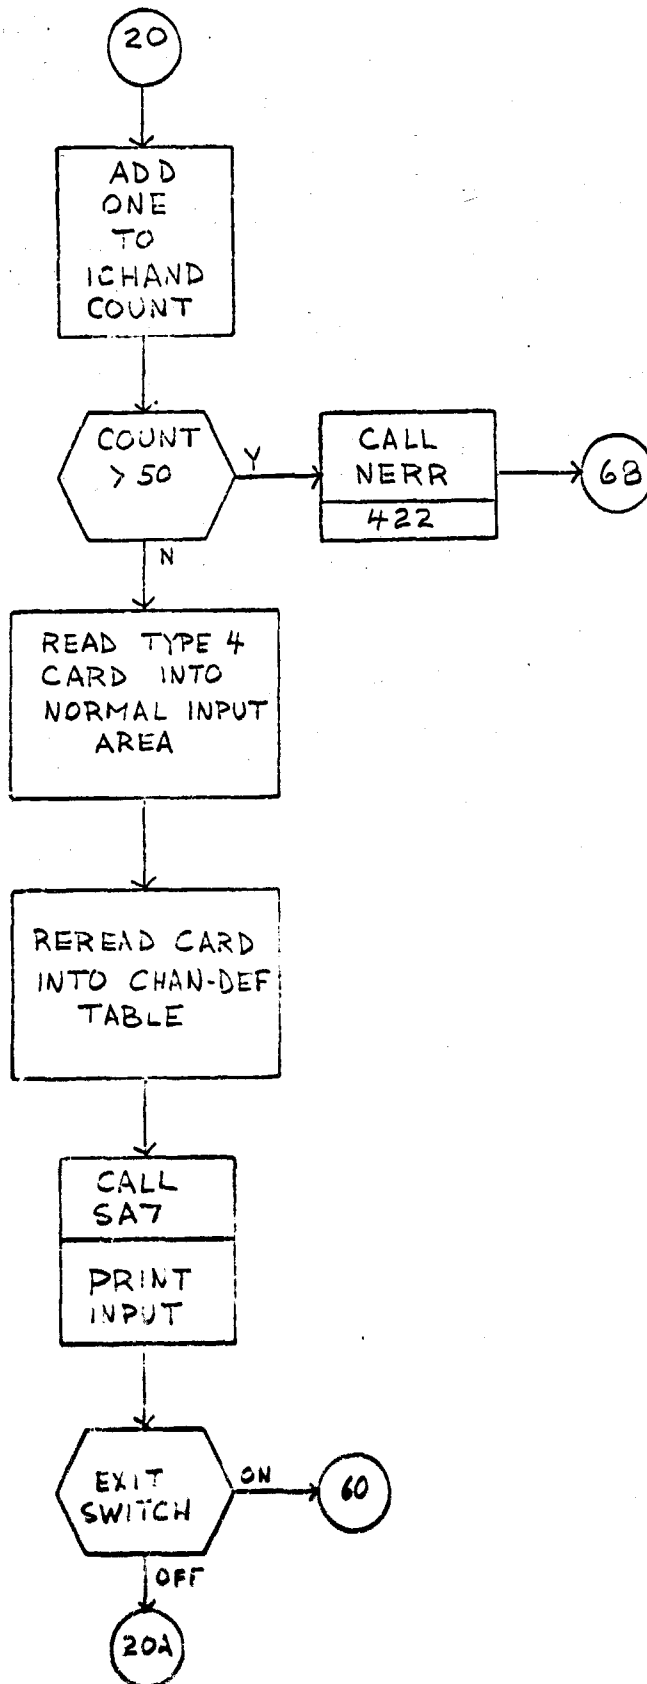 20
ADD
ONE
TO
ICHAND
COUNT
COUNT
> 50
Y
CALL
NERR
422
6B
N
READ TYPE 4
CARD INTO
NORMAL INPUT
AREA
REREAD CARD
INTO CHAN-DEF
TABLE
CALL
SA7
PRINT
INPUT
EXIT
SWITCH
ON
60
OFF
20A